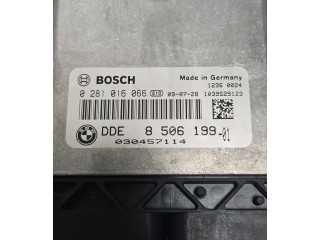 BOSCH
Made in Germany
1236 0024
0 281 016 066 G10 09-07-28 1039S29123
DDE 8 506 199-01
030457114